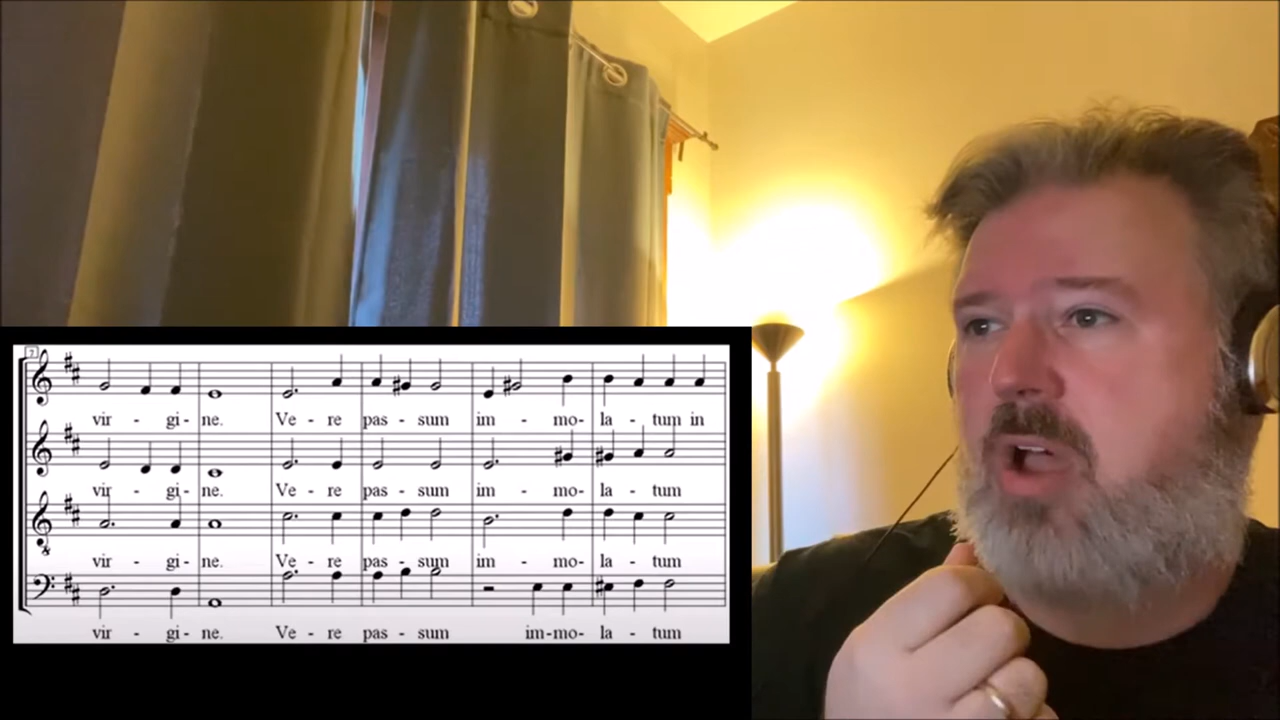 7
vir - gi - ne. Ve - re pas - sum im - mo - la - tum in
vir - gi - ne. Ve - re pas - sum im - mo - la - tum
vir - gi - ne. Ve - re pas - sum im - mo - la - tum
vir - gi - ne. Ve - re pas - sum im - mo - la - tum